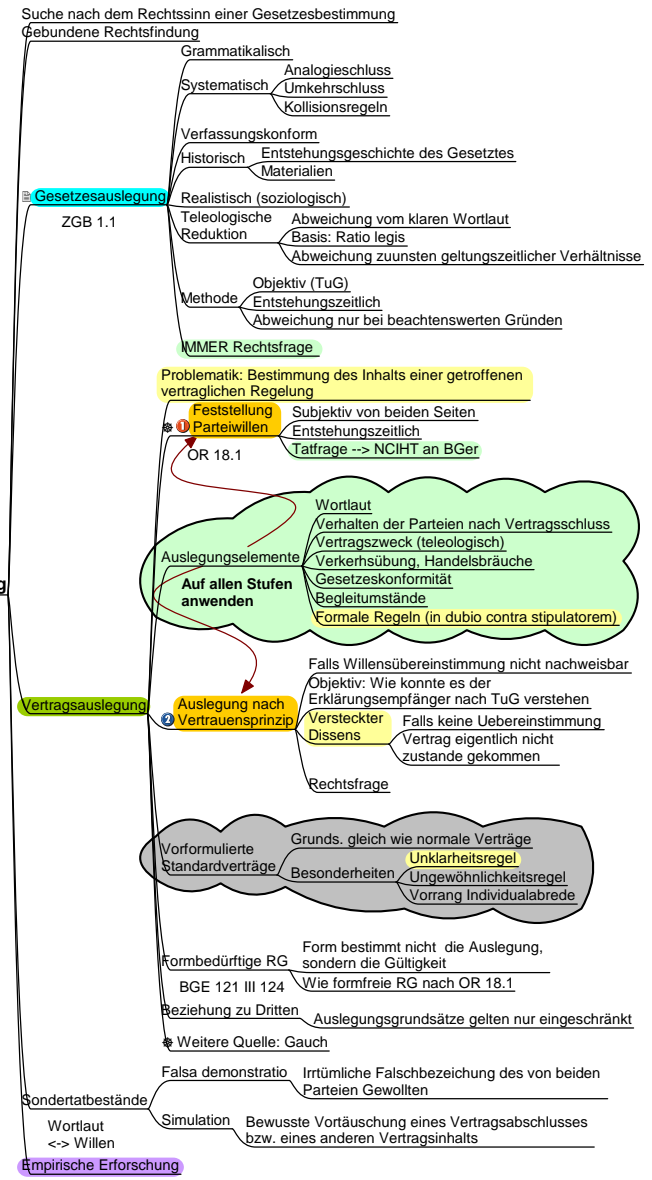 Suche nach dem Rechtssinn einer Gesetzesbestimmung
Gebundene Rechtsfindung
Gesetzesauslegung
ZGB 1.1
Grammatikalisch
Systematisch
Analogieschluss
Umkehrschluss
Kollisionsregeln
Verfassungskonform
Historisch
Entstehungsgeschichte des Gesetztes
Materialien
Realistisch (soziologisch)
Teleologische
Reduktion
Abweichung vom klaren Wortlaut
Basis: Ratio legis
Abweichung zuunsten geltungszeitlicher Verhältnisse
Methode
Objektiv (TuG)
Entstehungszeitlich
Abweichung nur bei beachtenswerten Gründen
IMMER Rechtsfrage
g
Vertragsauslegung
Problematik: Bestimmung des Inhalts einer getroffenen
vertraglichen Regelung
1 Feststellung
Parteiwillen
OR 18.1
Subjektiv von beiden Seiten
Entstehungszeitlich
Tatfrage --> NCIHT an BGer
Auslegungselemente
Auf allen Stufen
anwenden
Wortlaut
Verhalten der Parteien nach Vertragsschluss
Vertragszweck (teleologisch)
Verkerhsübung, Handelsbräuche
Gesetzeskonformität
Begleitumstände
Formale Regeln (in dubio contra stipulatorem)
2 Auslegung nach
Vertrauensprinzip
Falls Willensübereinstimmung nicht nachweisbar
Objektiv: Wie konnte es der
Erklärungsempfänger nach TuG verstehen
Versteckter
Dissens
Falls keine Uebereinstimmung
Vertrag eigentlich nicht
zustande gekommen
Rechtsfrage
Vorformulierte
Standardverträge
Grunds. gleich wie normale Verträge
Besonderheiten
Unklarheitsregel
Ungewöhnlichkeitsregel
Vorrang Individualabrede
Formbedürftige RG
BGE 121 III 124
Form bestimmt nicht die Auslegung,
sondern die Gültigkeit
Wie formfreie RG nach OR 18.1
Beziehung zu Dritten
Auslegungsgrundsätze gelten nur eingeschränkt
Weitere Quelle: Gauch
Sondertatbestände
Wortlaut
<-> Willen
Falsa demonstratio
Irrtümliche Falschbezeichung des von beiden
Parteien Gewollten
Simulation
Bewusste Vortäuschung eines Vertragsabschlusses
bzw. eines anderen Vertragsinhalts
Empirische Erforschung